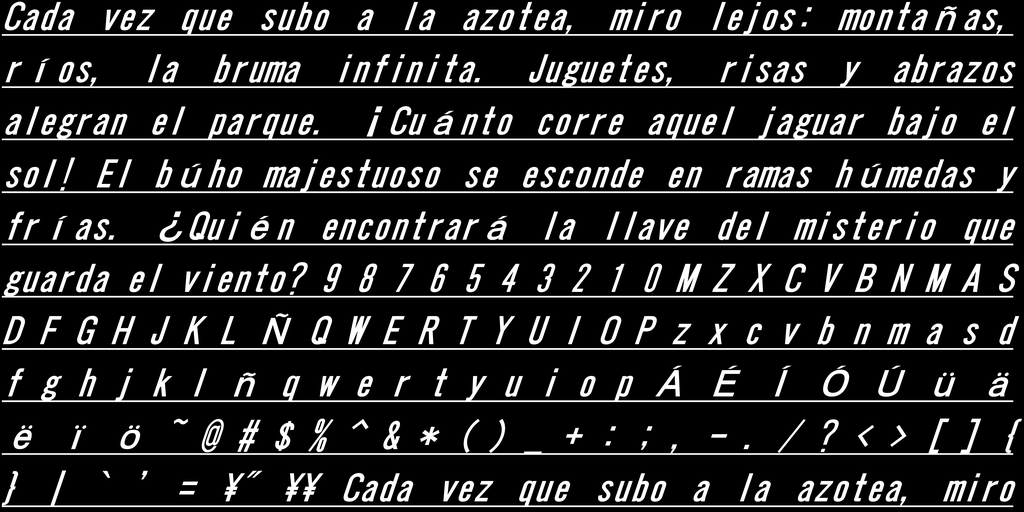 Cada vez que subo a la azotea, miro lejos: montañas,
ríos, la bruma infinita. Juguetes, risas y abrazos
alegran el parque. ¡Cuánto corre aquel jaguar bajo el
sol! El búho majestuoso se esconde en ramas húmedas y
frías. ¿Quién encontrará la llave del misterio que
guarda el viento? 9 8 7 6 5 4 3 2 1 0 M Z X C V B N M A S
D F G H J K L Ñ Q W E R T Y U I O P z x c v b n m a s d
f g h j k l ñ q w e r t y u i o p Á É Í Ó Ú ü ä
ë ï ö ~ @ # $ % ^ & * ( ) _ + : ; , - . / ? < > [ ] {
} | ` ' = ¥" ¥¥ Cada vez que subo a la azotea, miro